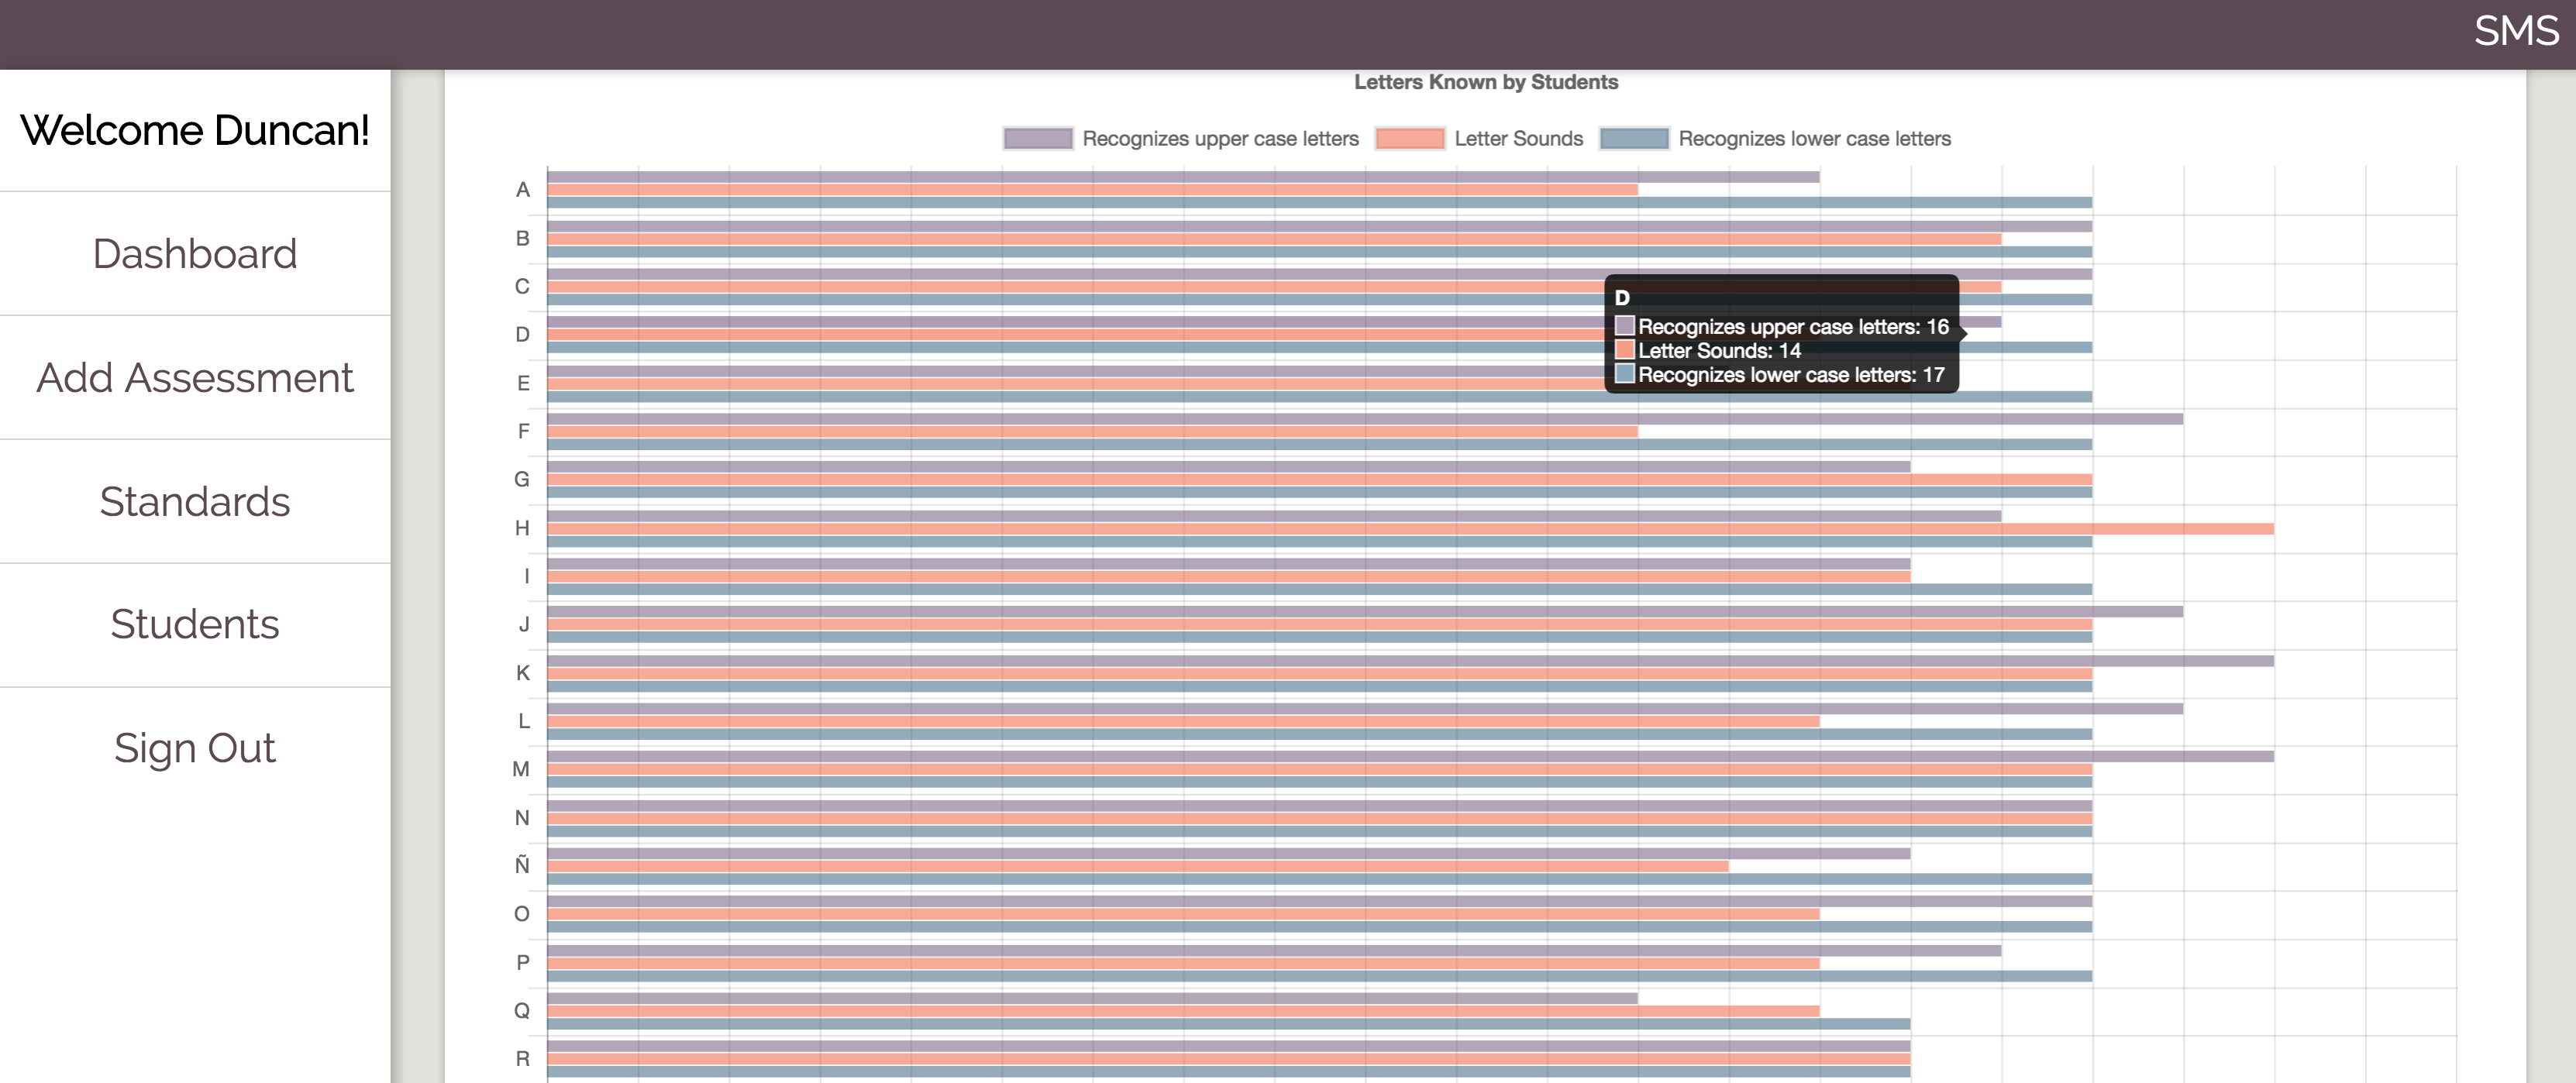 SMS
Welcome Duncan!
Dashboard
Add Assessment
Standards
Students
Sign Out
Letters Known by Students
Recognizes upper case letters Letter Sounds Recognizes lower case letters
A
B
C
D
E
F
G
H
I
J
K
L
M
N
Ñ
O
P
Q
R
D
Recognizes upper case letters: 16
Letter Sounds: 14
Recognizes lower case letters: 17